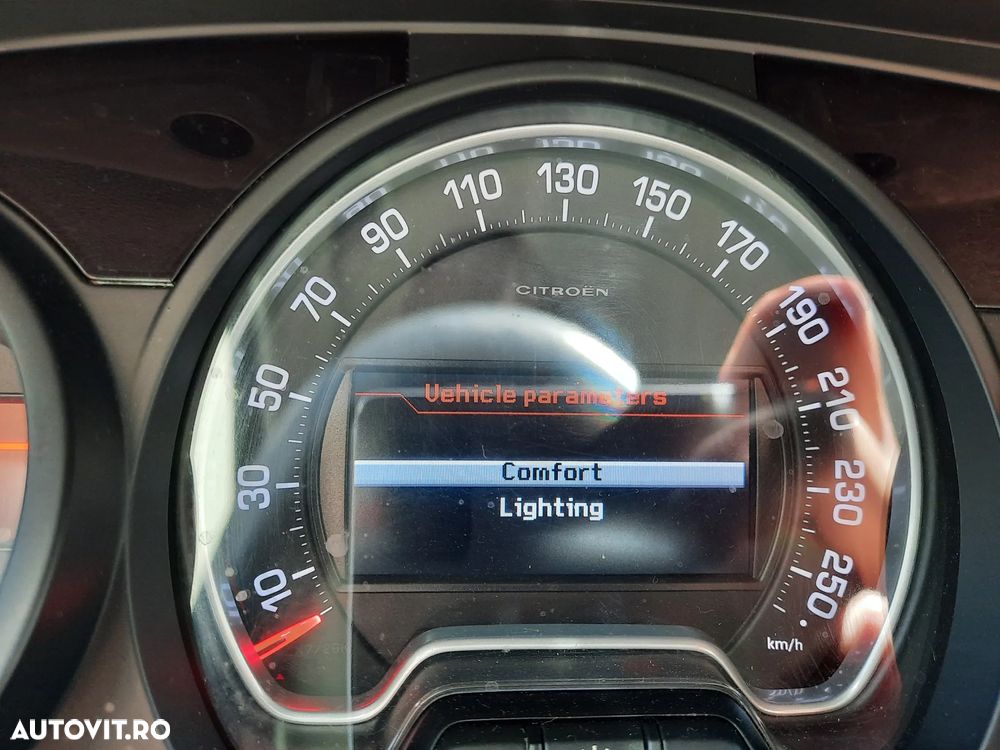 10
30
50
70
90
110
130
150
170
190
210
230
250
CITROËN
Vehicle parameters
Comfort
Lighting
km/h
AUTOVIT.RO